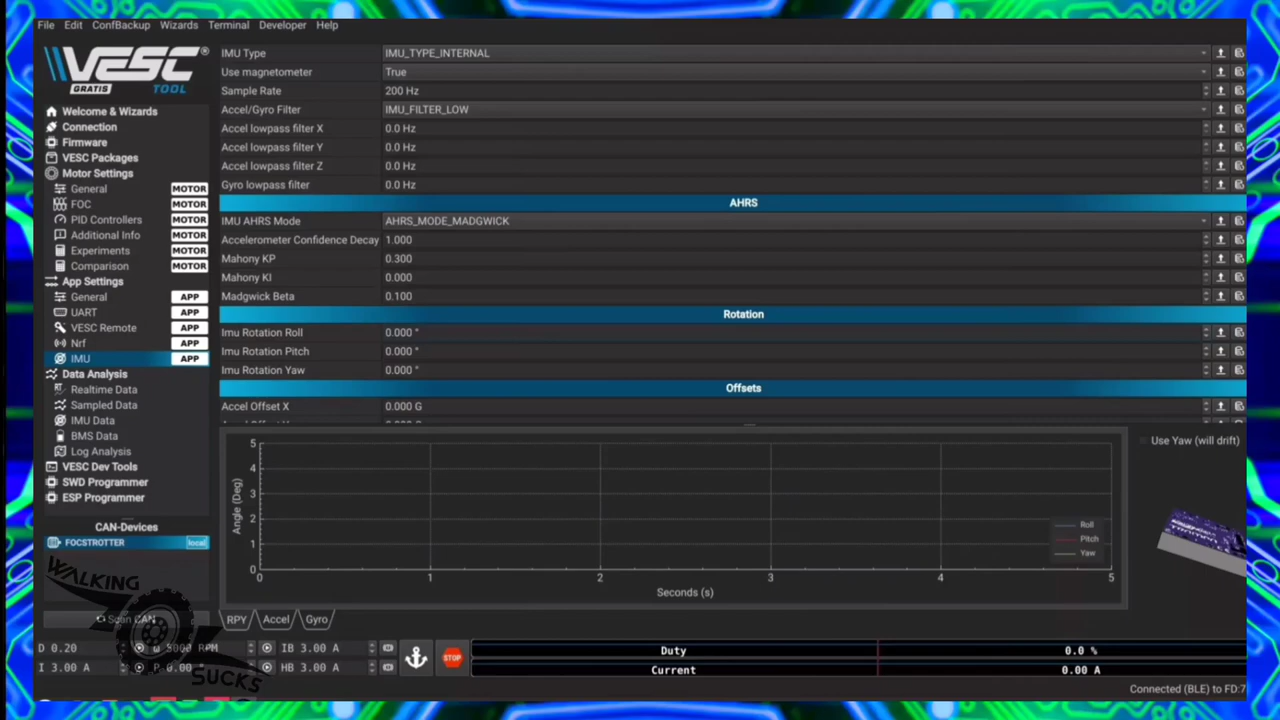 File Edit ConfBackup Wizards Terminal Developer Help
VESC®
GRATIS TOOL
Welcome & Wizards
Connection
Firmware
VESC Packages
Motor Settings
General MOTOR
FOC MOTOR
PID Controllers MOTOR
Additional Info MOTOR
Experiments MOTOR
Comparison MOTOR
App Settings
General APP
UART APP
VESC Remote APP
Nrf APP
IMU APP
Data Analysis
Realtime Data
Sampled Data
IMU Data
BMS Data
Log Analysis
VESC Dev Tools
SWD Programmer
ESP Programmer
CAN-Devices
FOCSTROTTER local
WALKING
Scan CAN
SUCKS
IMU Type IMU_TYPE_INTERNAL
Use magnetometer True
Sample Rate 200 Hz
Accel/Gyro Filter IMU_FILTER_LOW
Accel lowpass filter X 0.0 Hz
Accel lowpass filter Y 0.0 Hz
Accel lowpass filter Z 0.0 Hz
Gyro lowpass filter 0.0 Hz
AHRS
IMU AHRS Mode AHRS_MODE_MADGWICK
Accelerometer Confidence Decay 1.000
Mahony KP 0.300
Mahony KI 0.000
Madgwick Beta 0.100
Rotation
Imu Rotation Roll 0.000 °
Imu Rotation Pitch 0.000 °
Imu Rotation Yaw 0.000 °
Offsets
Accel Offset X 0.000 G
Angle (Deg)
5
4
3
2
1
0
0 1 2 3 4 5
Seconds (s)
Roll
Pitch
Yaw
Use Yaw (will drift)
RPY Accel Gyro
D 0.20 ω 5000 RPM IB 3.00 A
I 3.00 A P 0.00 ° HB 3.00 A
STOP
Duty 0.0 %
Current 0.00 A
Connected (BLE) to FD:7